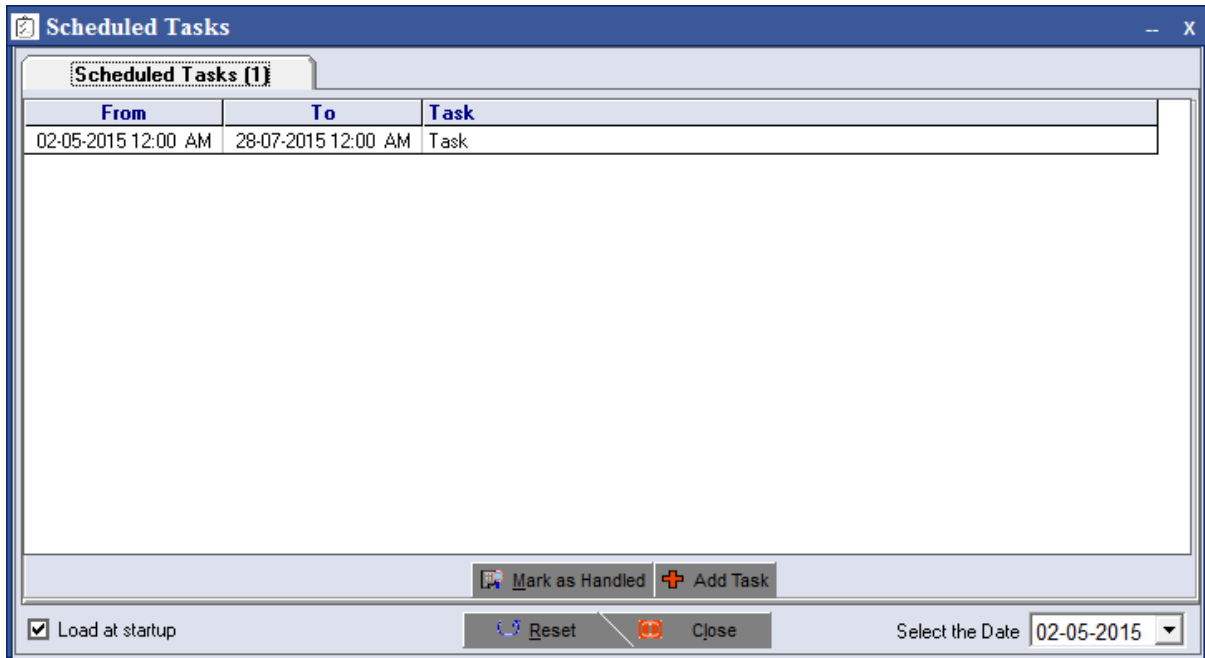 Scheduled Tasks
Scheduled Tasks (1)
From To Task
02-05-2015 12:00 AM 28-07-2015 12:00 AM Task
Mark as Handled Add Task
Load at startup Reset Close Select the Date 02-05-2015